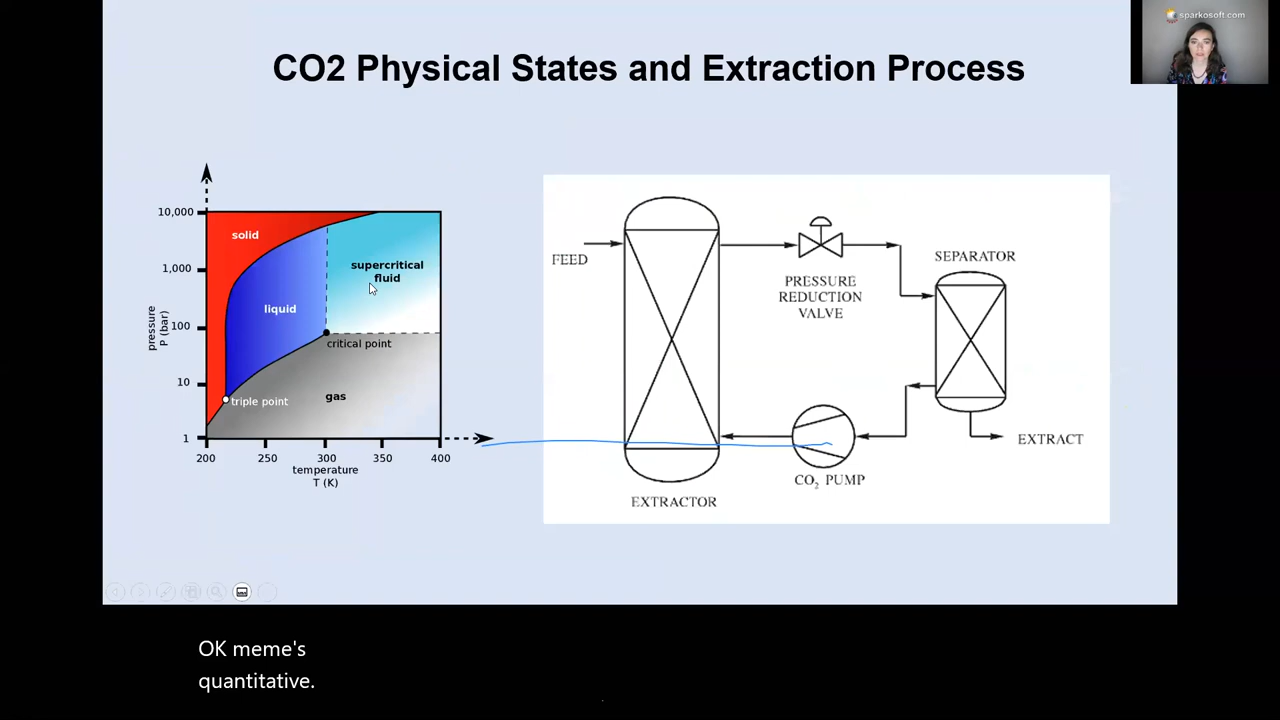 sparkosoft.com
CO2 Physical States and Extraction Process
10,000
1,000
100
10
1
pressure
P (bar)
solid
liquid
supercritical
fluid
critical point
triple point
gas
200
250
300
350
400
temperature
T (K)
FEED
EXTRACTOR
PRESSURE
REDUCTION
VALVE
SEPARATOR
CO₂ PUMP
EXTRACT
OK meme's
quantitative.